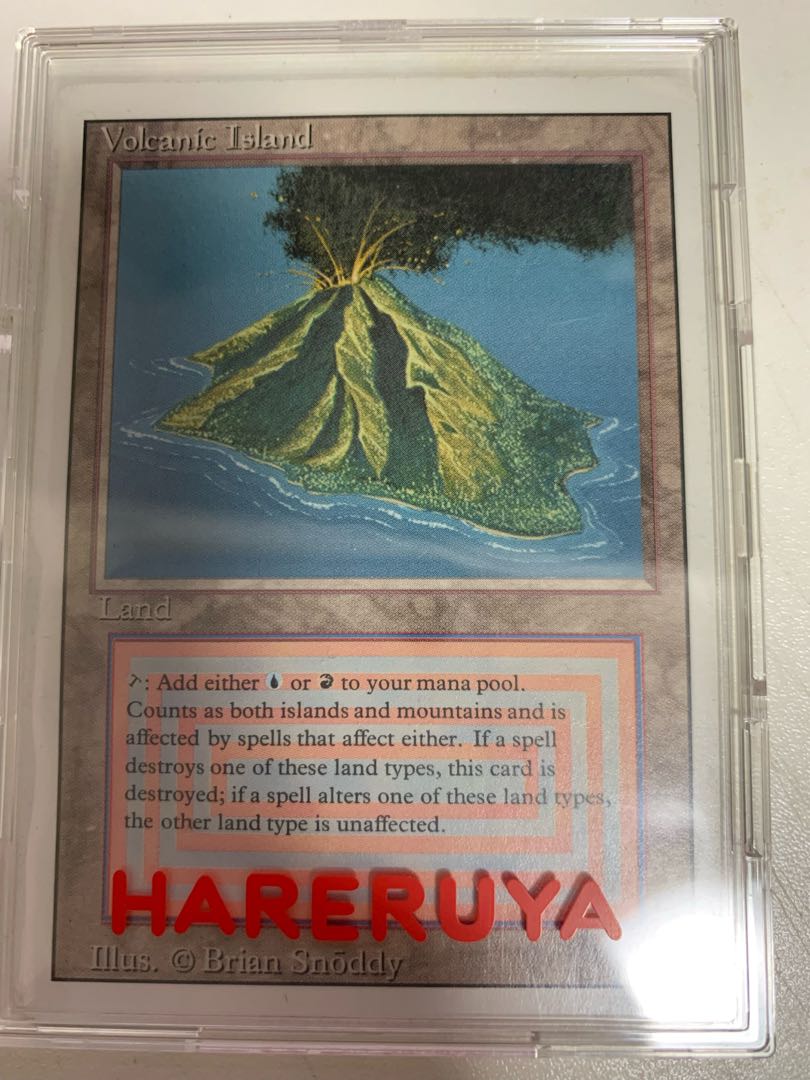 Volcanic Island
Land
T: Add either or to your mana pool.
Counts as both islands and mountains and is
affected by spells that affect either. If a spell
destroys one of these land types, this card is
destroyed; if a spell alters one of these land types,
the other land type is unaffected.
HARERUYA
Illus. © Brian Snōddy